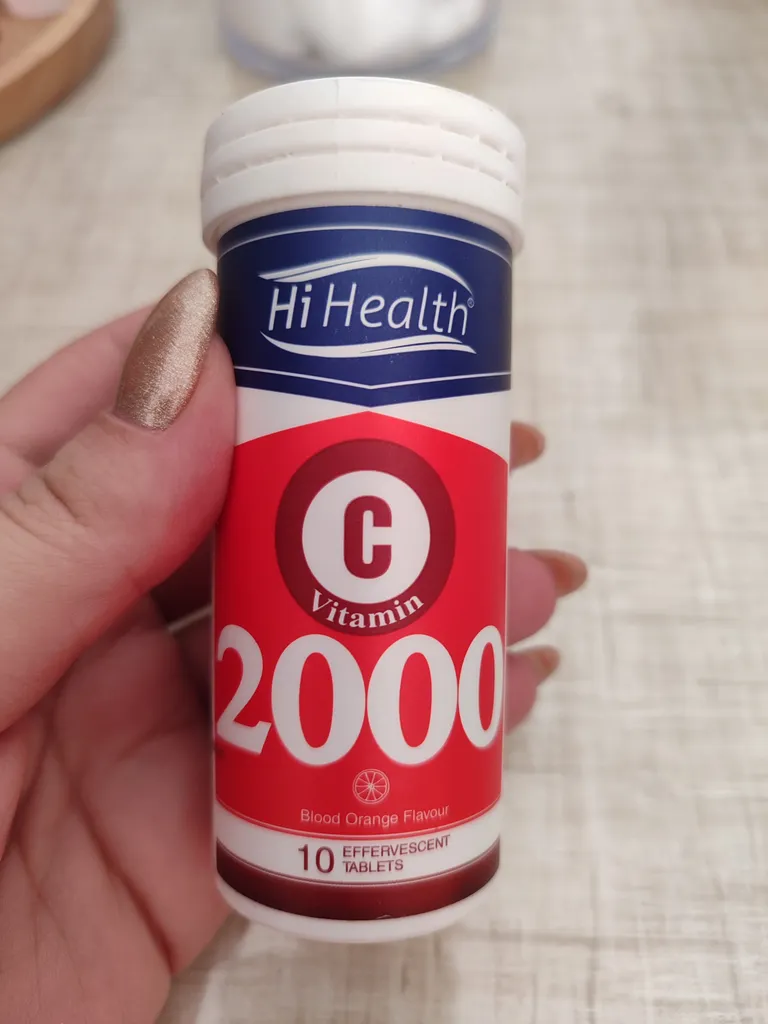 Hi Health®
C
Vitamin
2000
Blood Orange Flavour
10 EFFERVESCENT
TABLETS